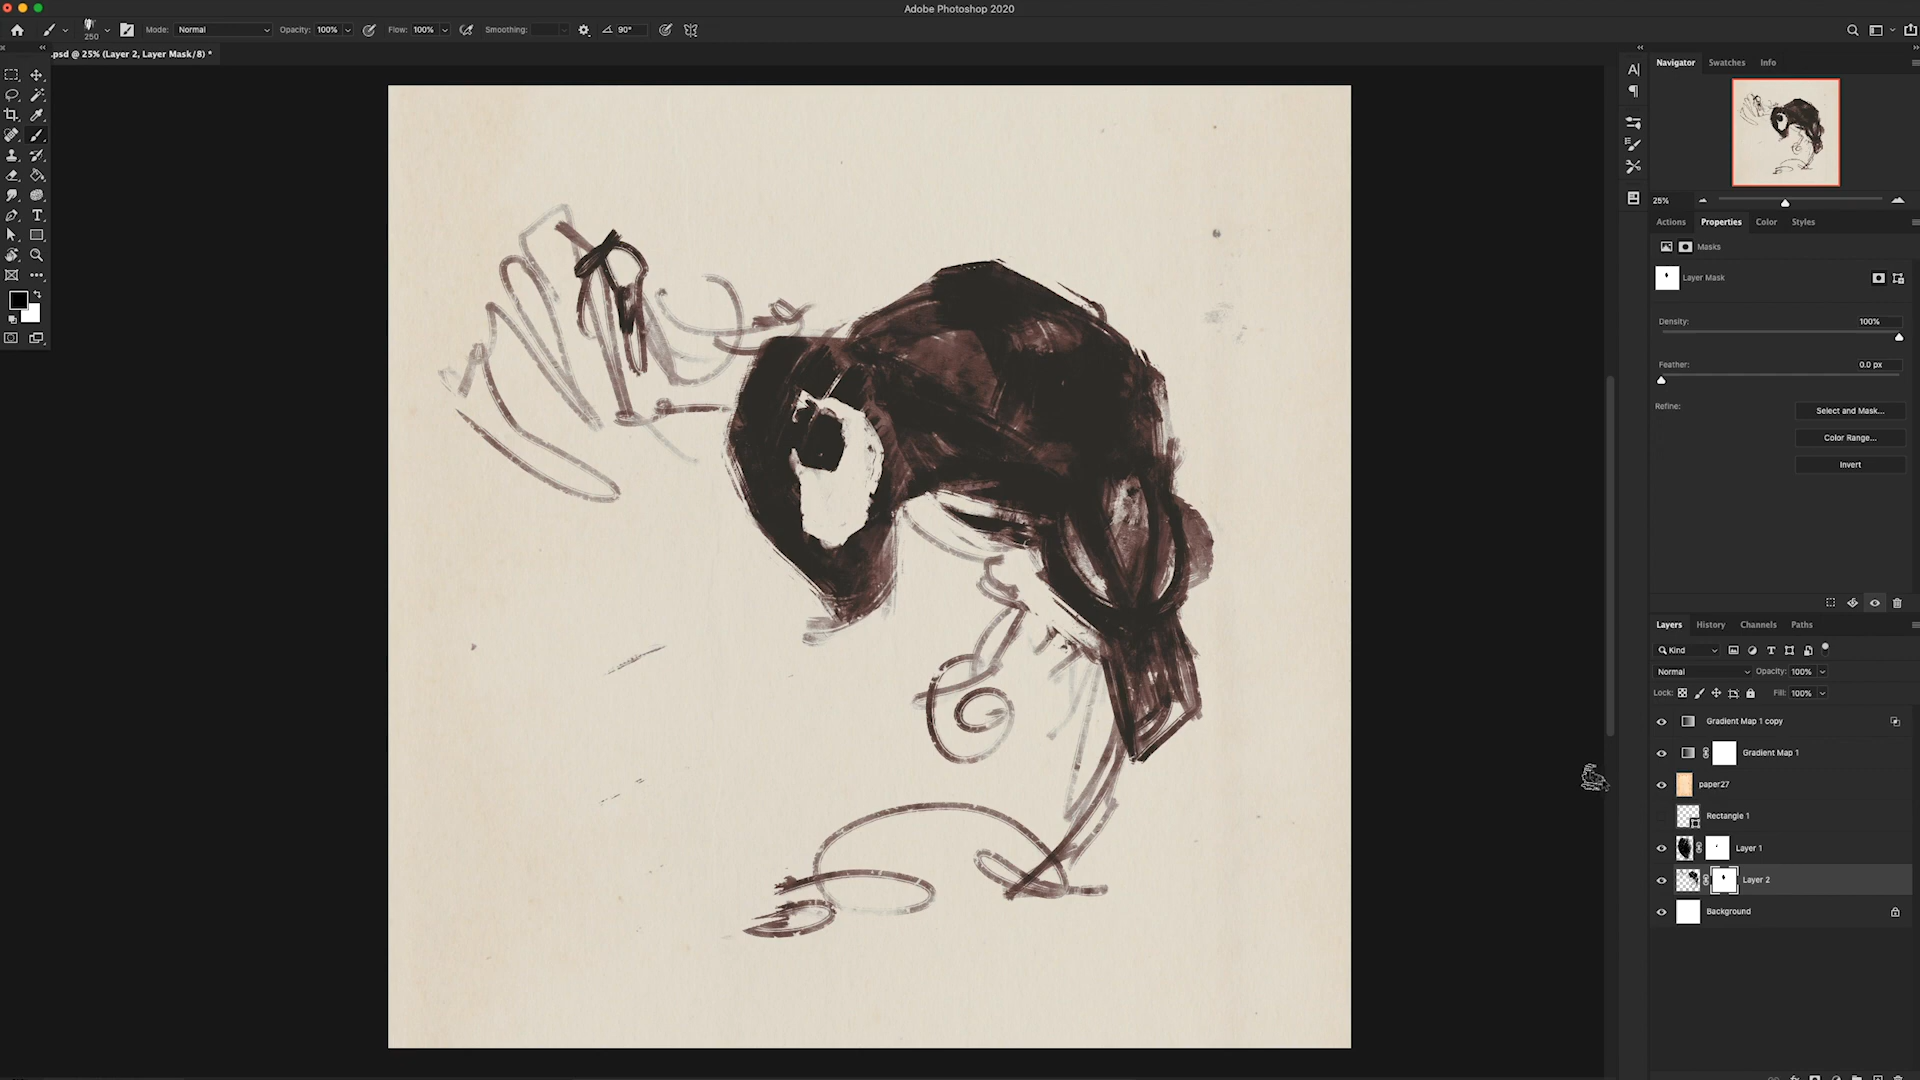 Adobe Photoshop 2020
250
Mode: Normal
Opacity: 100%
Flow: 100%
Smoothing:
90°
.psd @ 25% (Layer 2, Layer Mask/8) *
Navigator Swatches Info
25%
Actions Properties Color Styles
Masks
Layer Mask
Density: 100%
Feather: 0.0 px
Refine:
Select and Mask...
Color Range...
Invert
Layers History Channels Paths
Kind
Normal Opacity: 100%
Lock: Fill: 100%
Gradient Map 1 copy
Gradient Map 1
paper27
Rectangle 1
Layer 1
Layer 2
Background